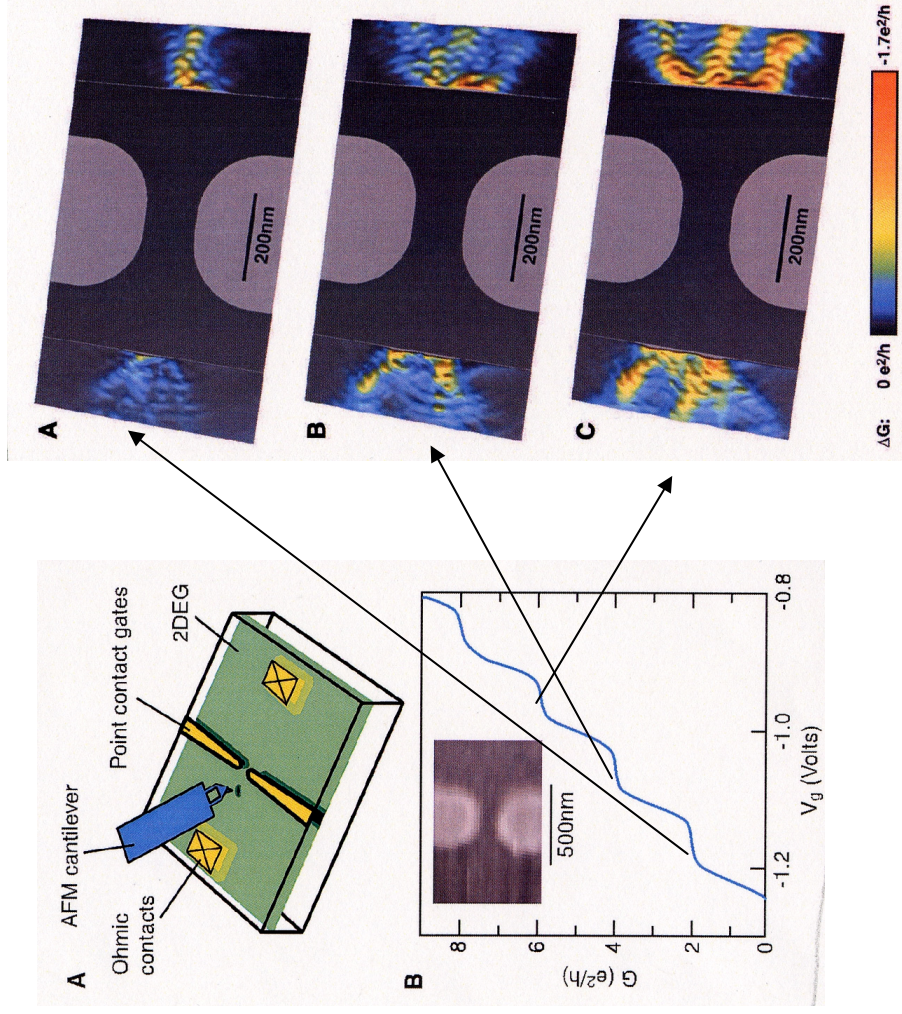 A
AFM cantilever
Point contact gates
2DEG
Ohmic
contacts
B
8
6
4
2
0
G (e²/h)
500nm
-1.2
-1.0
-0.8
Vg (Volts)
A
200nm
B
200nm
C
200nm
ΔG:
0 e²/h
-1.7e²/h